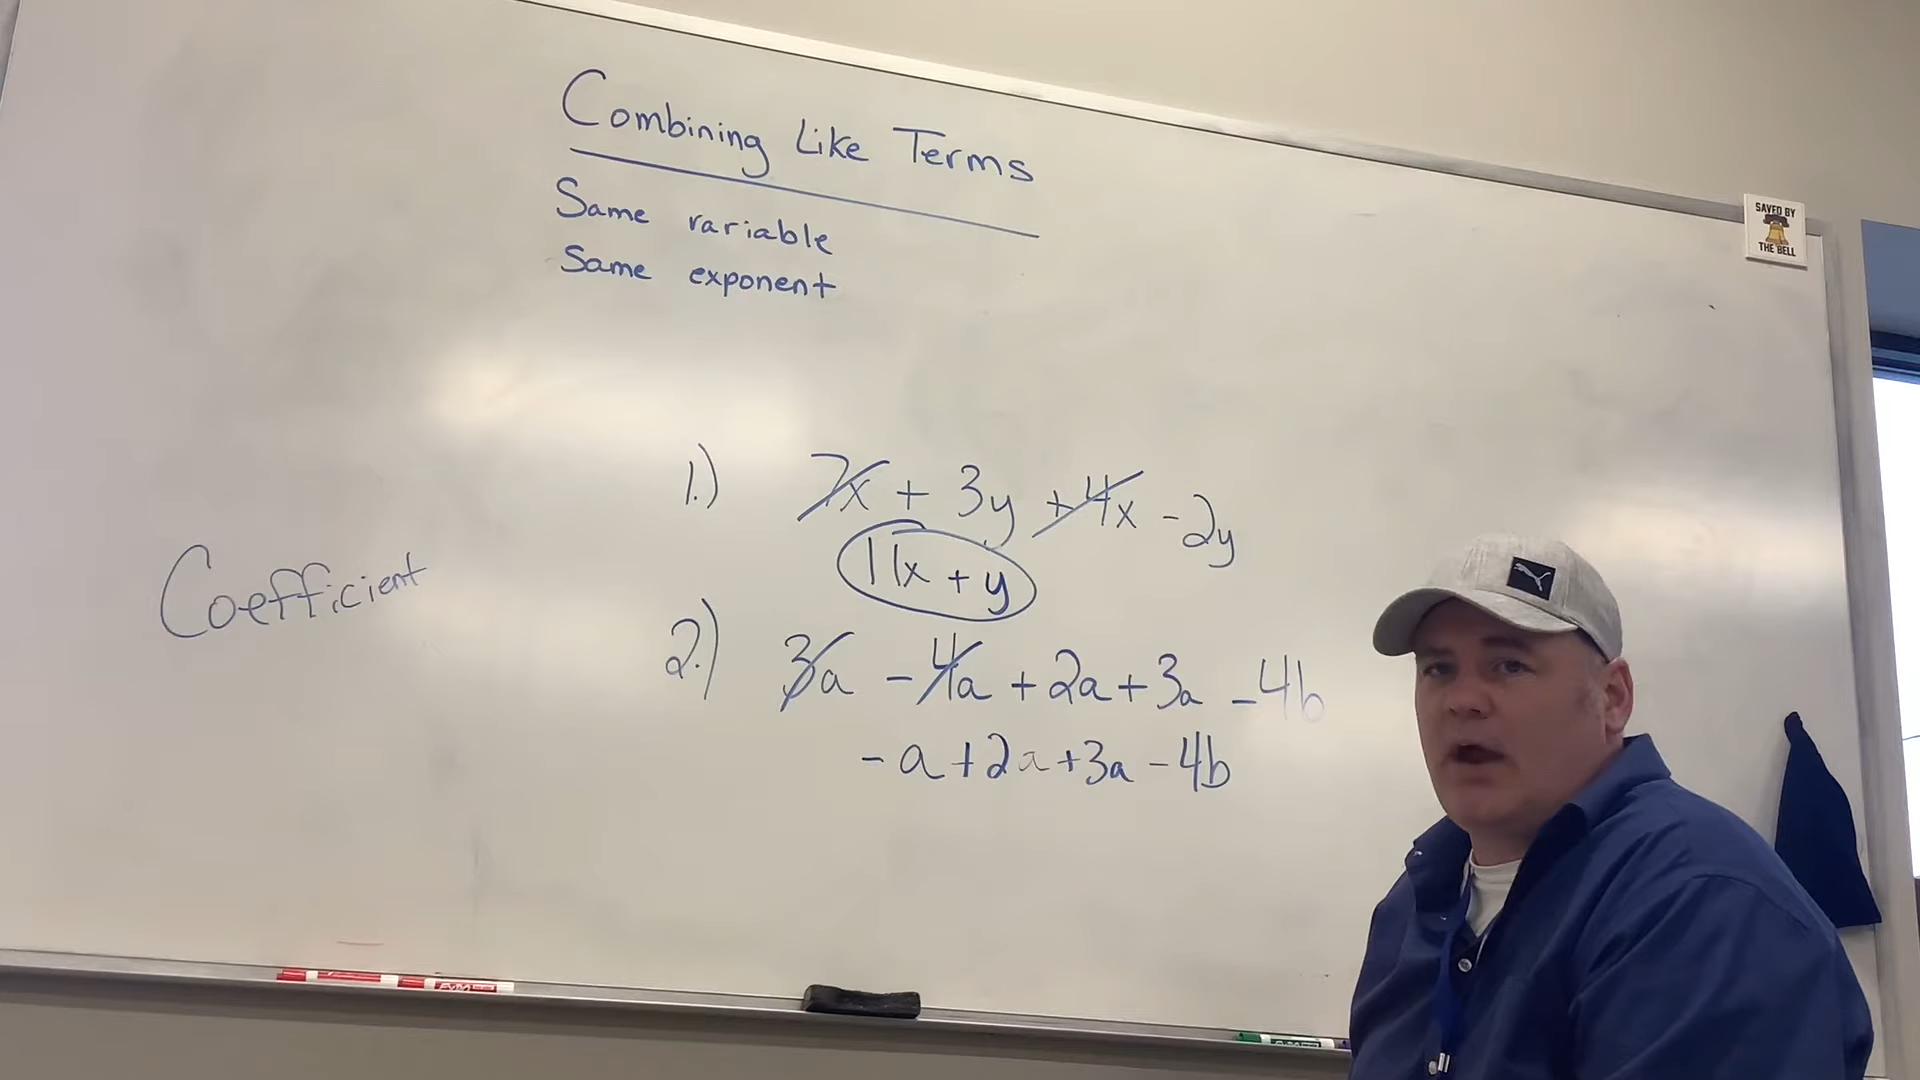 Combining Like Terms
Same variable
Same exponent
SAVED BY
THE BELL
1.) 7x + 3y + 4x - 2y
11x + y
Coefficient
2.) 3a - 4a + 2a + 3a - 4b
- a + 2a + 3a - 4b
EXPO